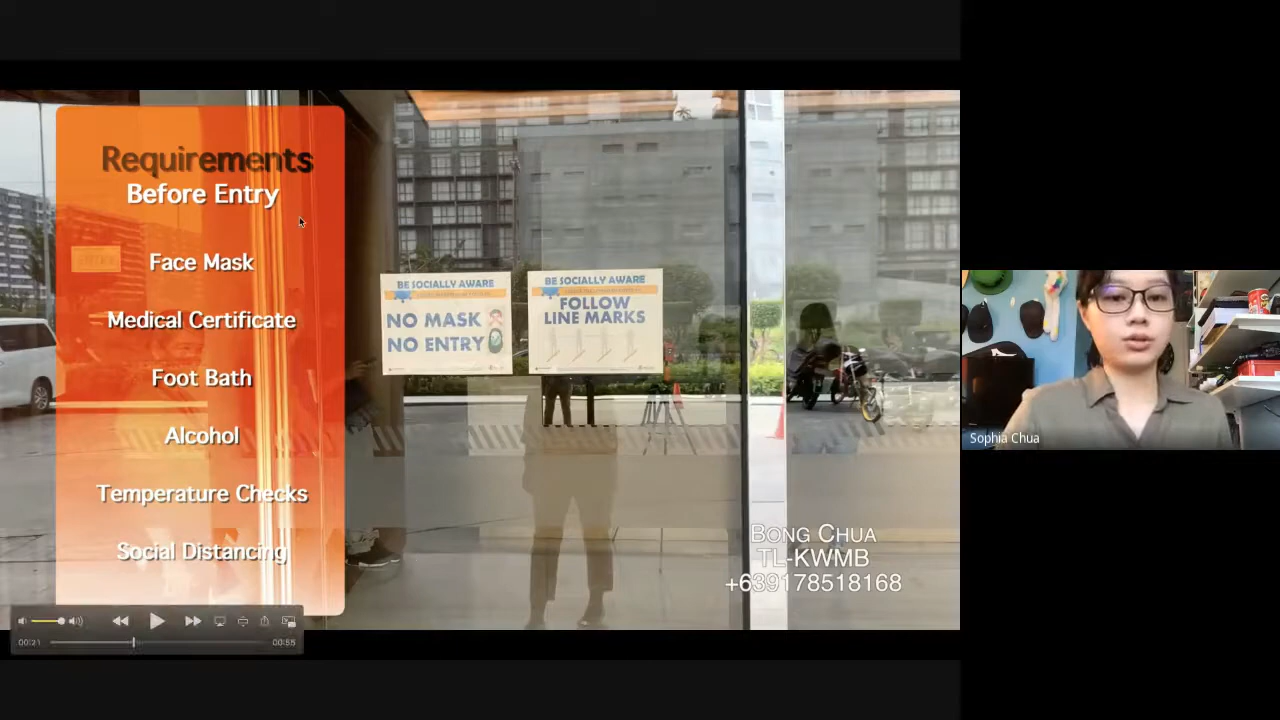 Requirements
Before Entry
Face Mask
Medical Certificate
Foot Bath
Alcohol
Temperature Checks
Social Distancing
BE SOCIALLY AWARE
NO MASK
NO ENTRY
BE SOCIALLY AWARE
FOLLOW
LINE MARKS
BONG CHUA
TL-KWMB
+639178518168
00:21
00:55
Sophia Chua